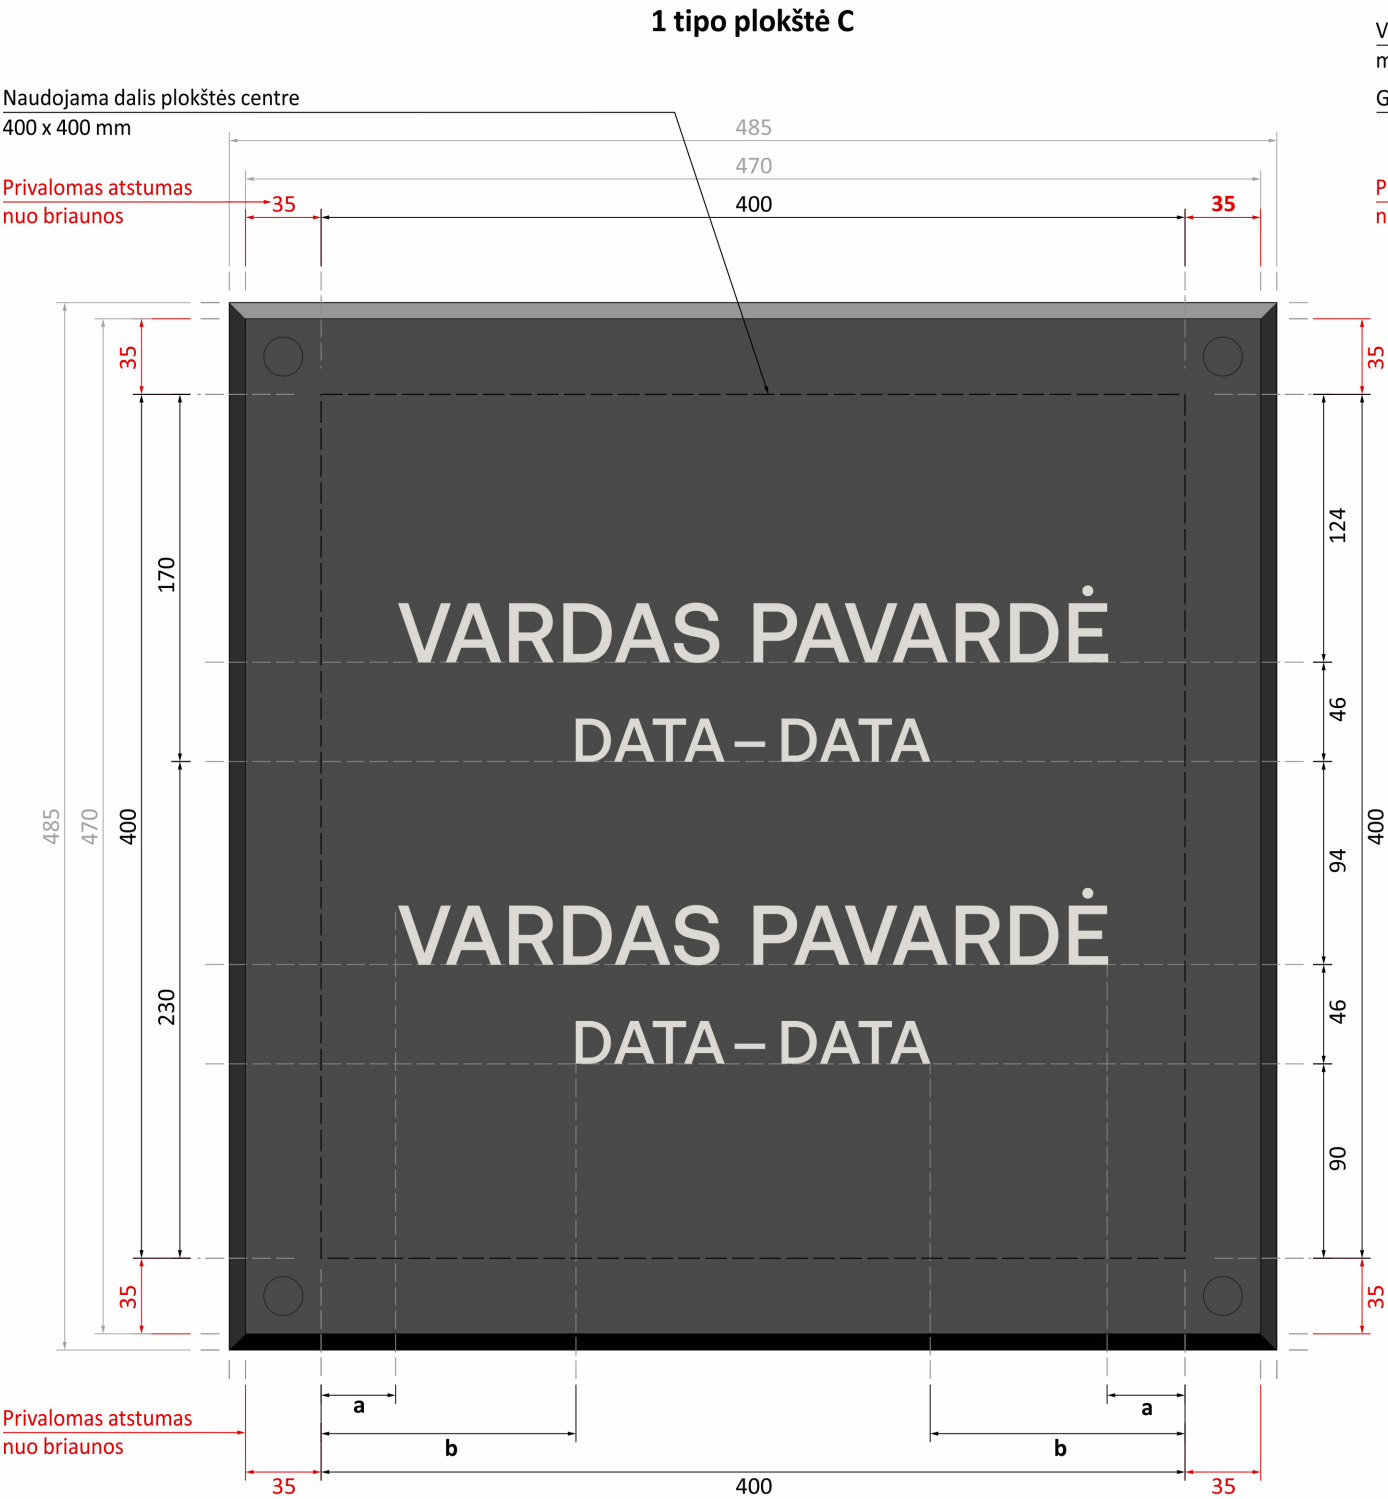 1 tipo plokštė C
V
m
G
Naudojama dalis plokštės centre
400 x 400 mm
485
470
Privalomas atstumas
nuo briaunos
35
400
35
P
n
35
35
170
124
VARDAS PAVARDĖ
46
DATA – DATA
485
470
400
400
94
VARDAS PAVARDĖ
230
46
DATA – DATA
90
35
35
a
a
Privalomas atstumas
nuo briaunos
b
b
35
400
35